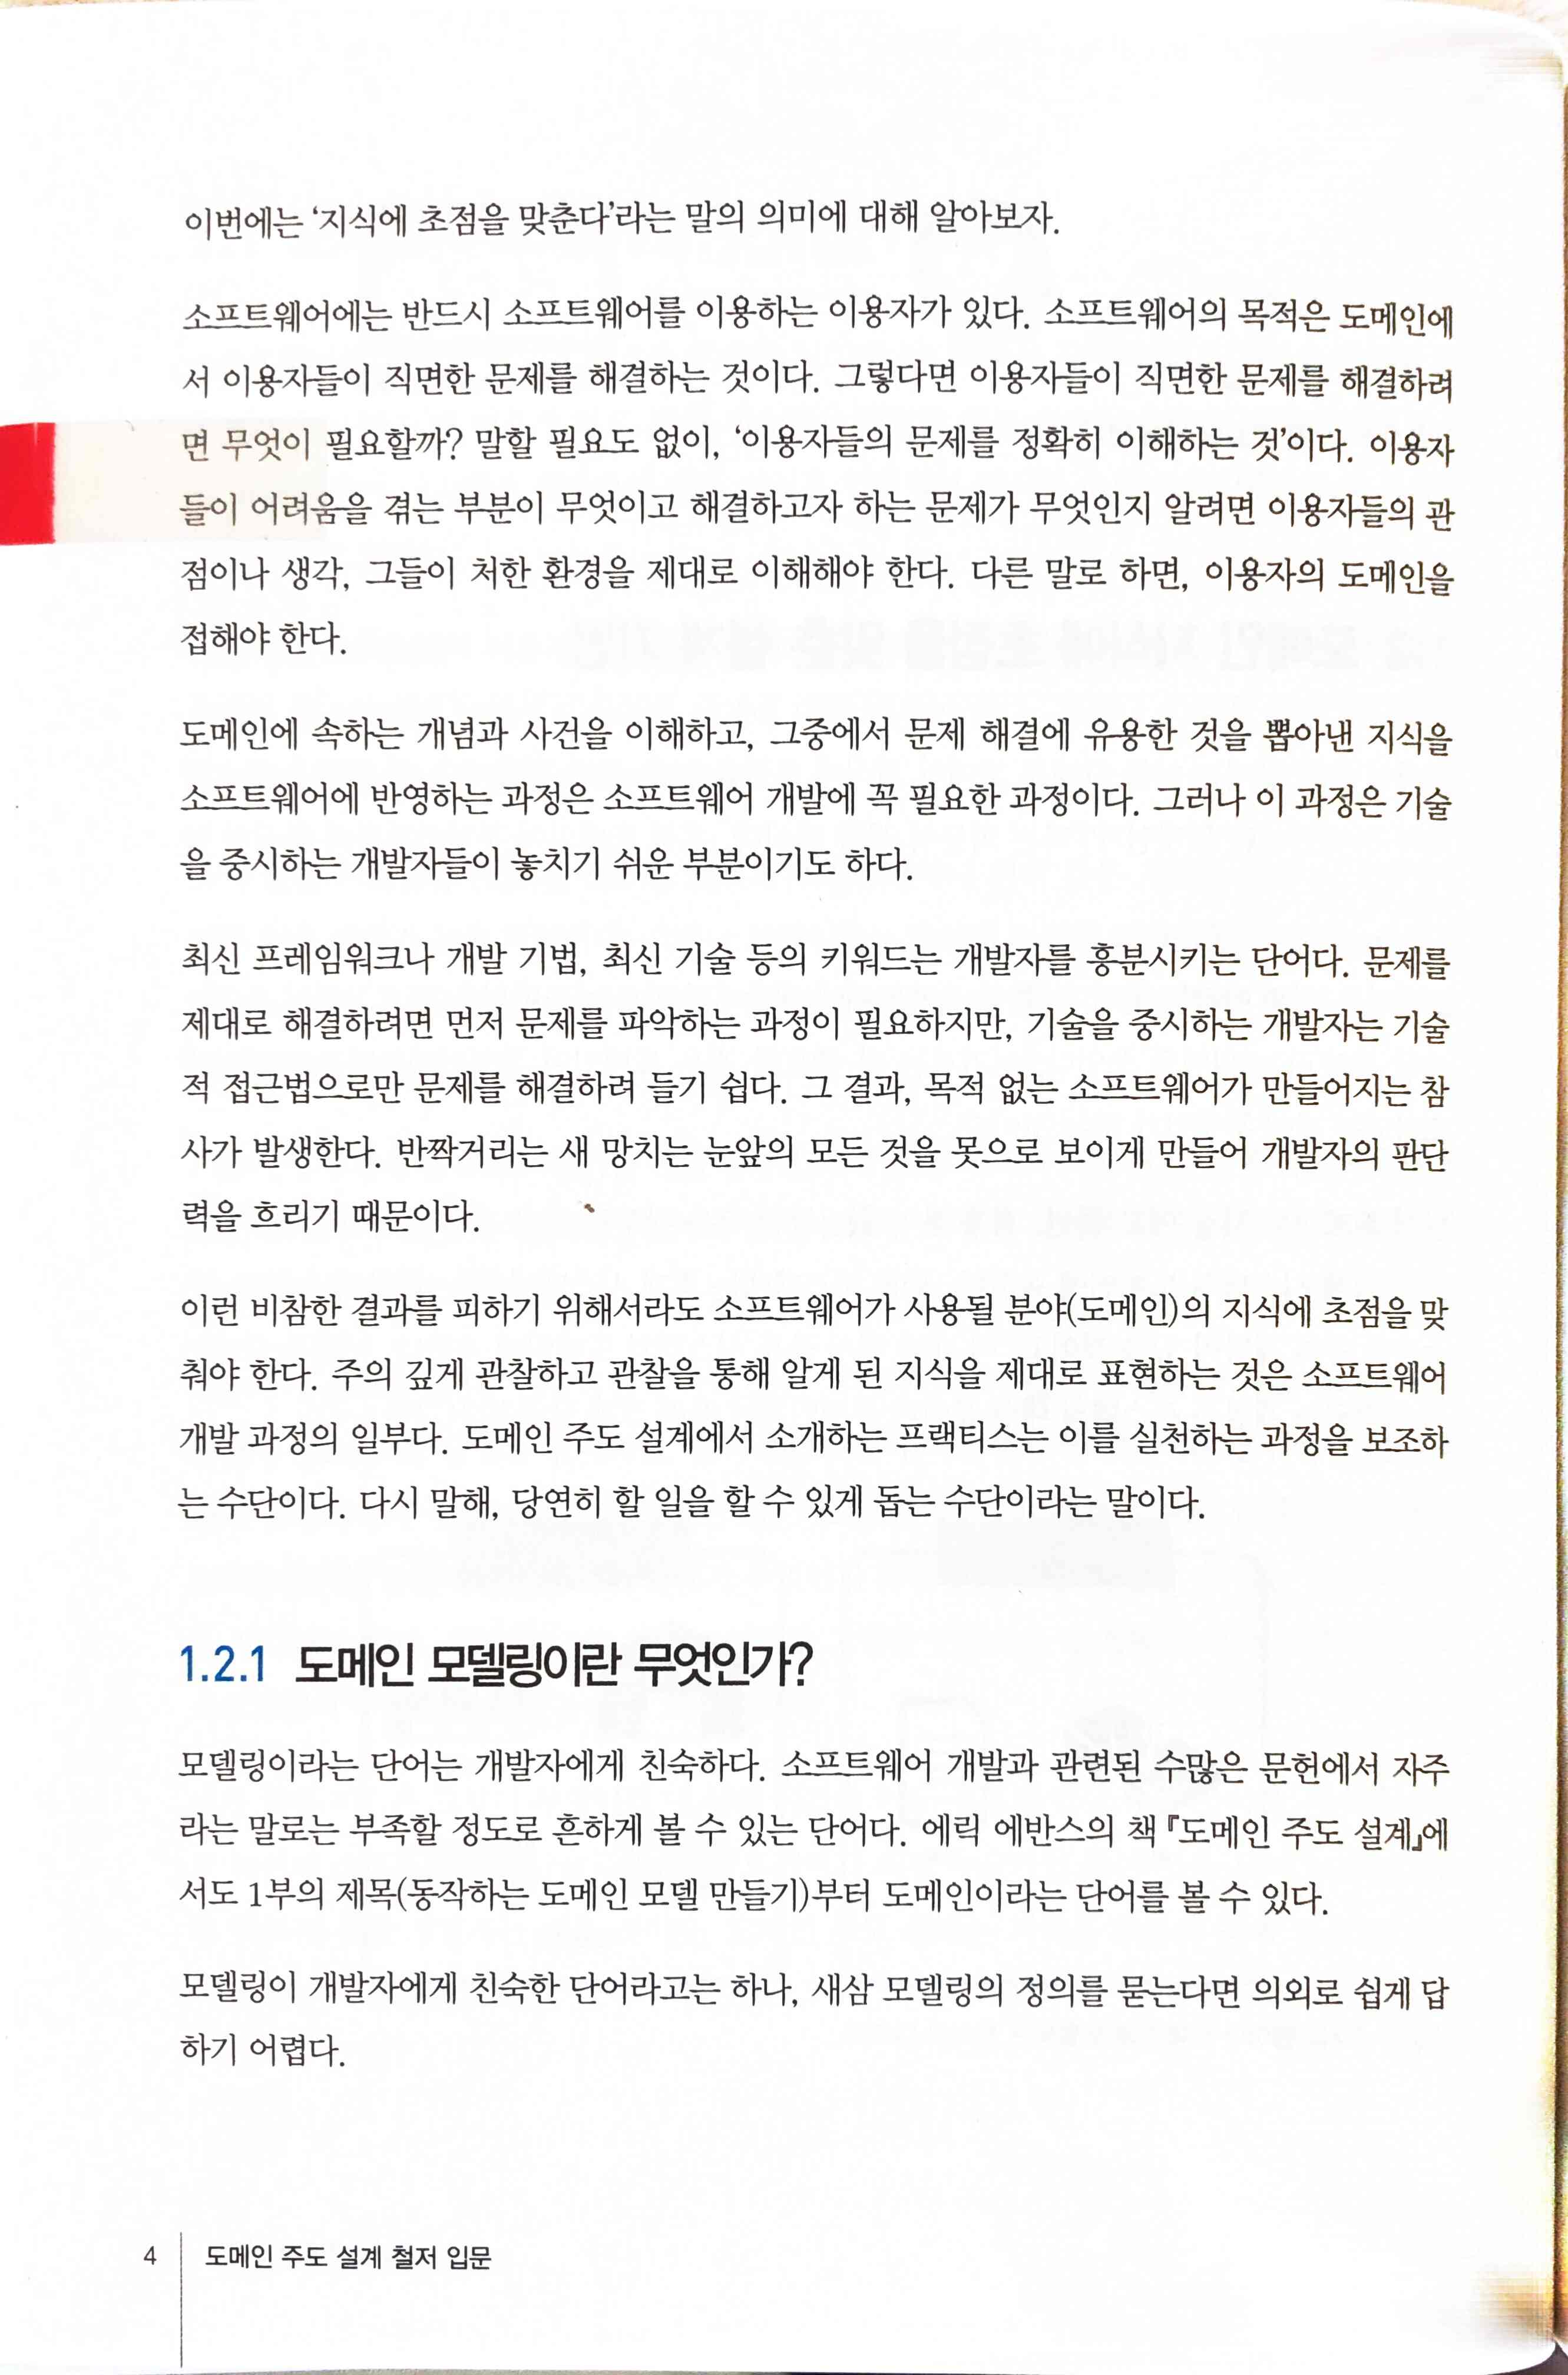 이번에는 ‘지식에 초점을 맞춘다’라는 말의 의미에 대해 알아보자.
소프트웨어에는 반드시 소프트웨어를 이용하는 이용자가 있다. 소프트웨어의 목적은 도메인에
서 이용자들이 직면한 문제를 해결하는 것이다. 그렇다면 이용자들이 직면한 문제를 해결하려
면 무엇이 필요할까? 말할 필요도 없이, ‘이용자들의 문제를 정확히 이해하는 것’이다. 이용자
들이 어려움을 겪는 부분이 무엇이고 해결하고자 하는 문제가 무엇인지 알려면 이용자들의 관
점이나 생각, 그들이 처한 환경을 제대로 이해해야 한다. 다른 말로 하면, 이용자의 도메인을
접해야 한다.
도메인에 속하는 개념과 사건을 이해하고, 그중에서 문제 해결에 유용한 것을 뽑아낸 지식을
소프트웨어에 반영하는 과정은 소프트웨어 개발에 꼭 필요한 과정이다. 그러나 이 과정은 기술
을 중시하는 개발자들이 놓치기 쉬운 부분이기도 하다.
최신 프레임워크나 개발 기법, 최신 기술 등의 키워드는 개발자를 흥분시키는 단어다. 문제를
제대로 해결하려면 먼저 문제를 파악하는 과정이 필요하지만, 기술을 중시하는 개발자는 기술
적 접근법으로만 문제를 해결하려 들기 쉽다. 그 결과, 목적 없는 소프트웨어가 만들어지는 참
사가 발생한다. 반짝거리는 새 망치는 눈앞의 모든 것을 못으로 보이게 만들어 개발자의 판단
력을 흐리기 때문이다.
이런 비참한 결과를 피하기 위해서라도 소프트웨어가 사용될 분야(도메인)의 지식에 초점을 맞
춰야 한다. 주의 깊게 관찰하고 관찰을 통해 알게 된 지식을 제대로 표현하는 것은 소프트웨어
개발 과정의 일부다. 도메인 주도 설계에서 소개하는 프랙티스는 이를 실천하는 과정을 보조하
는 수단이다. 다시 말해, 당연히 할 일을 할 수 있게 돕는 수단이라는 말이다.
1.2.1 도메인 모델링이란 무엇인가?
모델링이라는 단어는 개발자에게 친숙하다. 소프트웨어 개발과 관련된 수많은 문헌에서 자주
라는 말로는 부족할 정도로 흔하게 볼 수 있는 단어다. 에릭 에반스의 책 『도메인 주도 설계』에
서도 1부의 제목(동작하는 도메인 모델 만들기)부터 도메인이라는 단어를 볼 수 있다.
모델링이 개발자에게 친숙한 단어라고는 하나, 새삼 모델링의 정의를 묻는다면 의외로 쉽게 답
하기 어렵다.
4 도메인 주도 설계 철저 입문